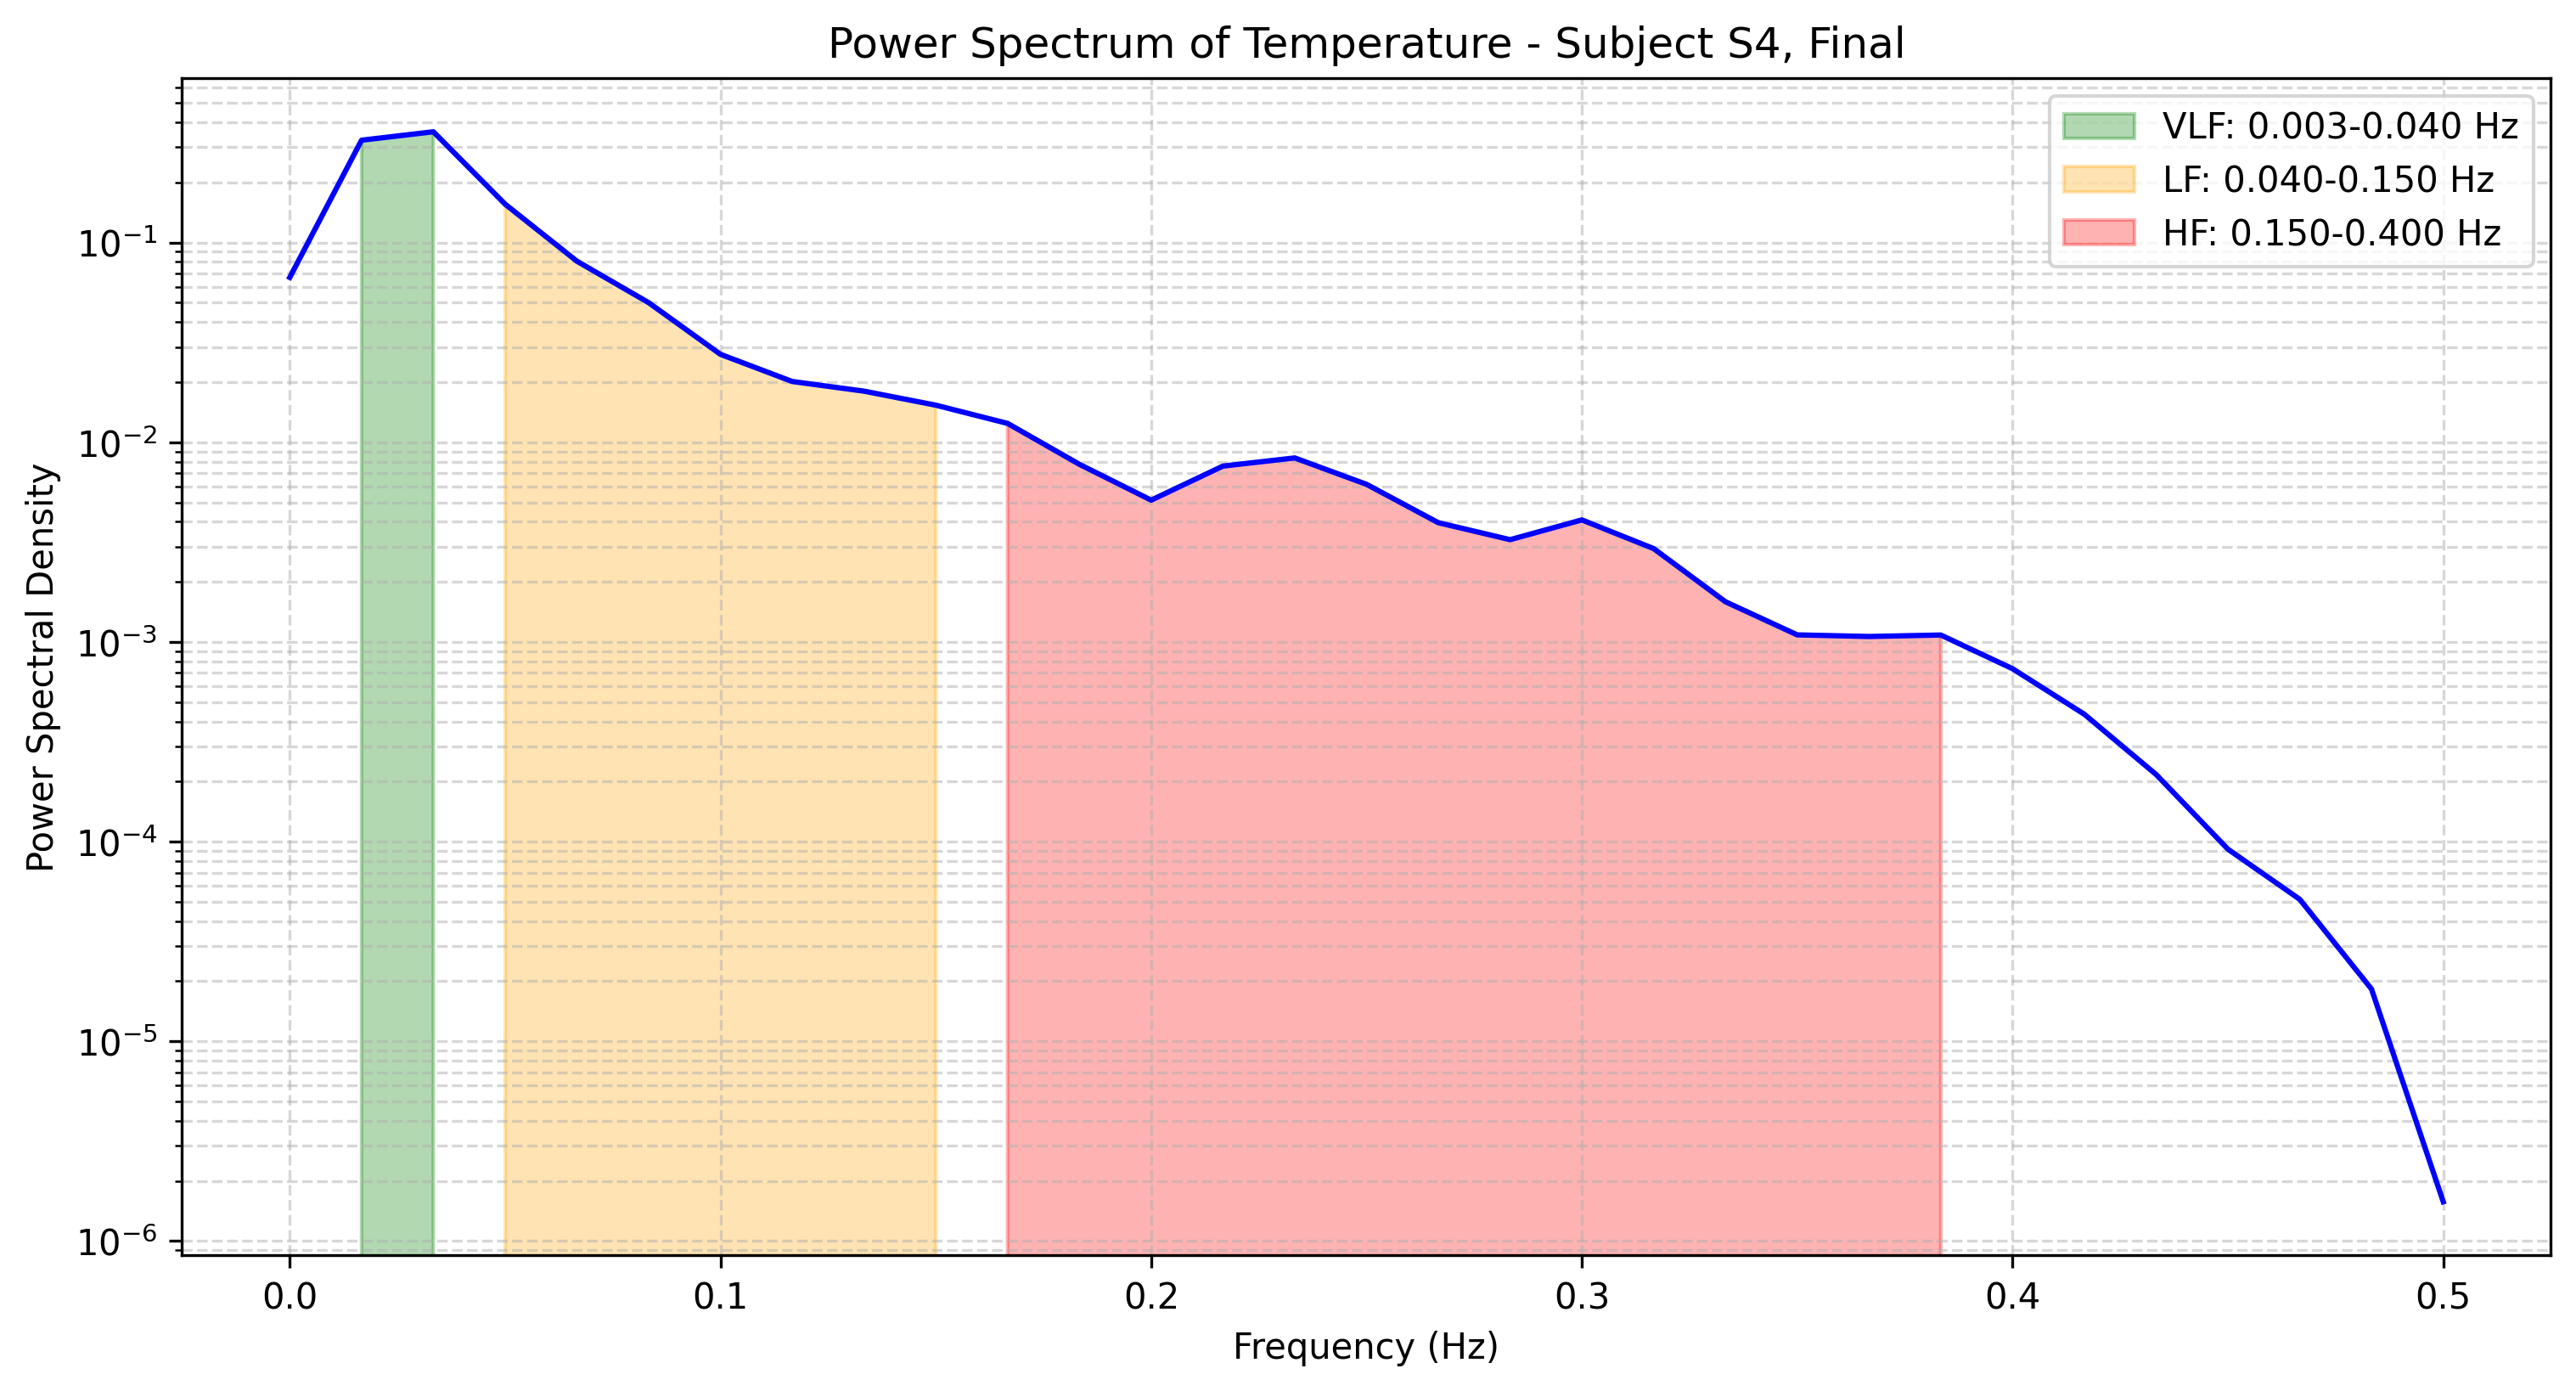 Power Spectrum of Temperature - Subject S4, Final
VLF: 0.003-0.040 Hz
LF: 0.040-0.150 Hz
HF: 0.150-0.400 Hz
Power Spectral Density
10⁻¹
10⁻²
10⁻³
10⁻⁴
10⁻⁵
10⁻⁶
0.0 0.1 0.2 0.3 0.4 0.5
Frequency (Hz)